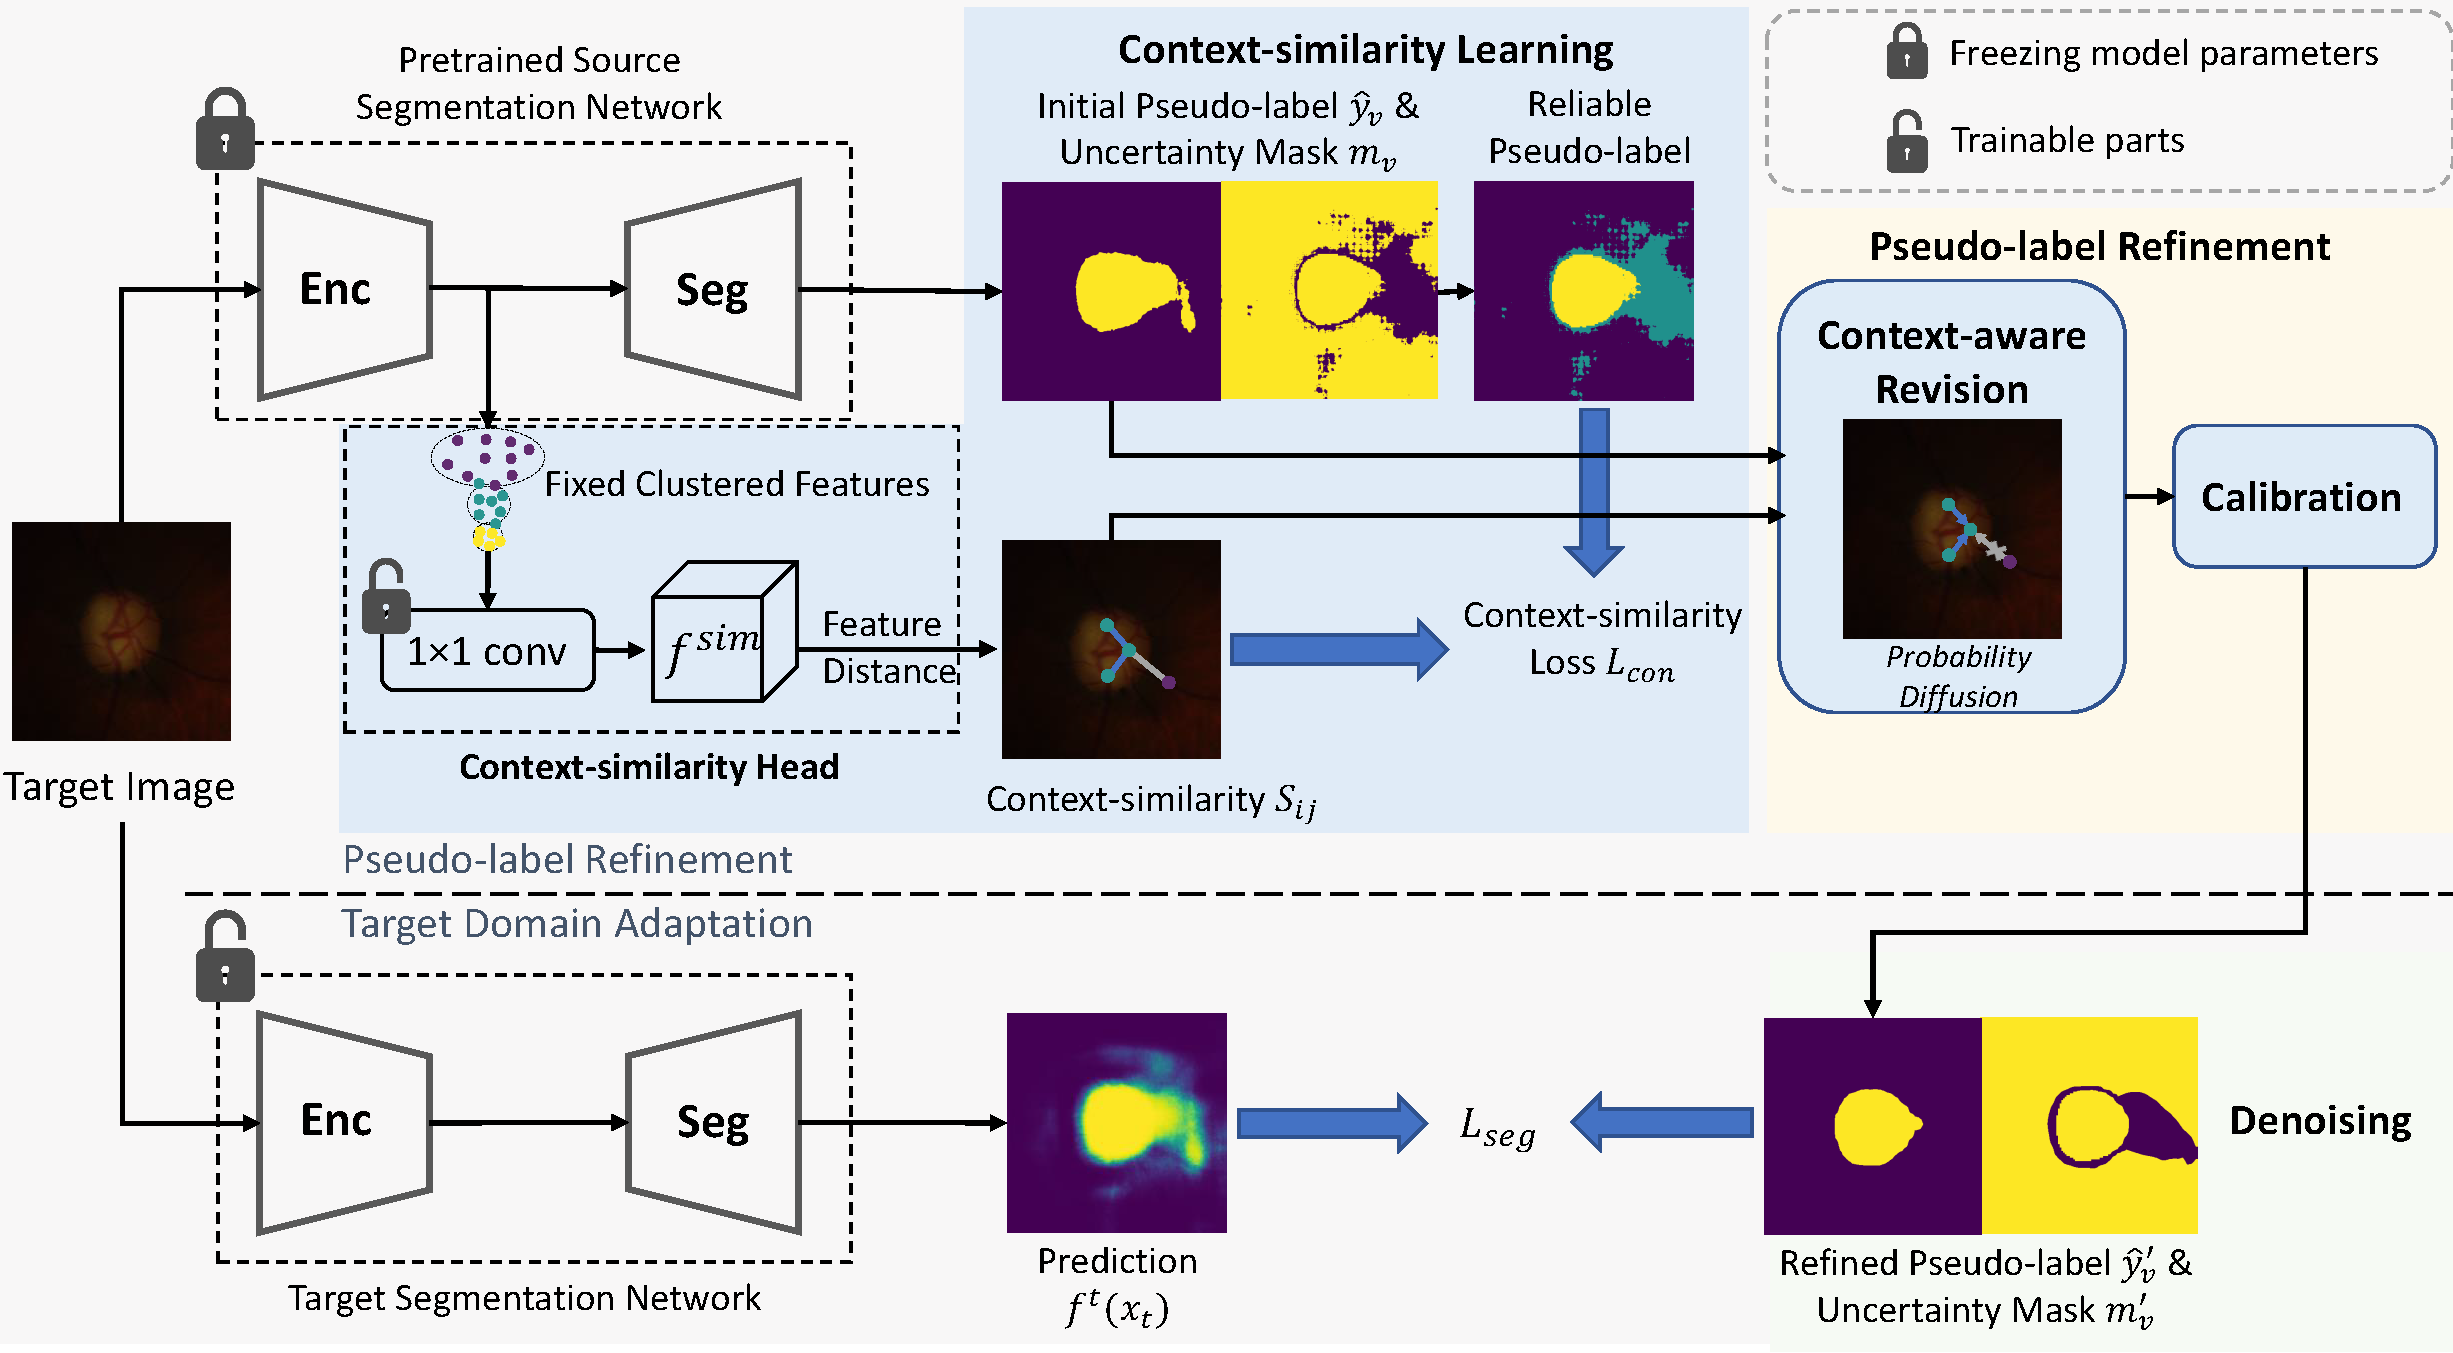 Pretrained Source
Segmentation Network
Enc
Seg
Context-similarity Learning
Initial Pseudo-label ŷ_v &
Uncertainty Mask m_v
Reliable
Pseudo-label
Freezing model parameters
Trainable parts
Pseudo-label Refinement
Context-aware
Revision
Probability
Diffusion
Calibration
Fixed Clustered Features
1×1 conv
f^{sim}
Feature
Distance
Context-similarity Head
Context-similarity S_{ij}
Context-similarity
Loss L_{con}
Target Image
Pseudo-label Refinement
Target Domain Adaptation
Enc
Seg
Target Segmentation Network
Prediction
f^t(x_t)
L_{seg}
Denoising
Refined Pseudo-label ŷ′_v &
Uncertainty Mask m′_v